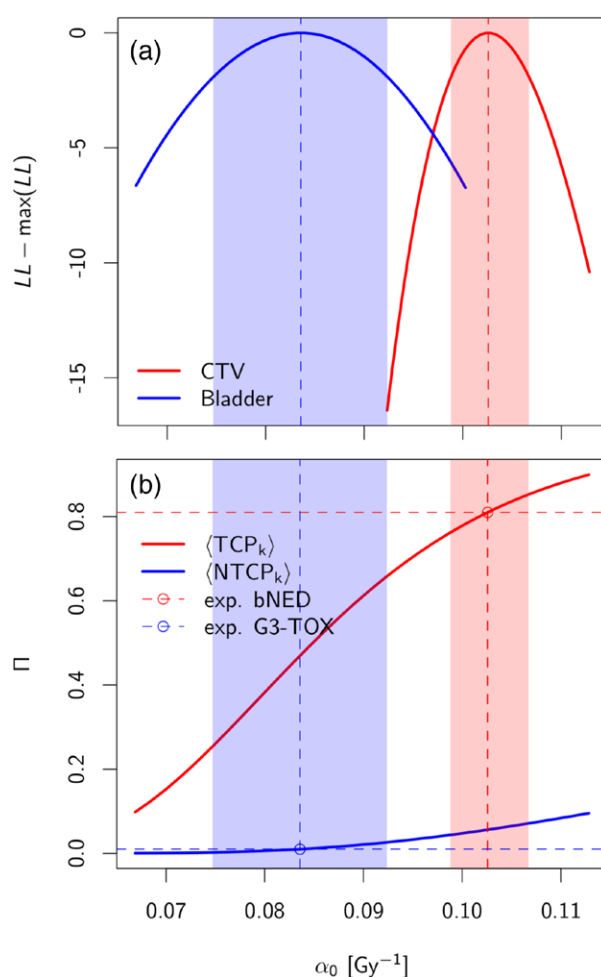 (a)
LL − max(LL)
0
-5
-10
-15
CTV
Bladder
(b)
Π
0.8
0.6
0.4
0.2
0.0
⟨TCPₖ⟩
⟨NTCPₖ⟩
exp. bNED
exp. G3-TOX
0.07 0.08 0.09 0.10 0.11
α₀ [Gy⁻¹]